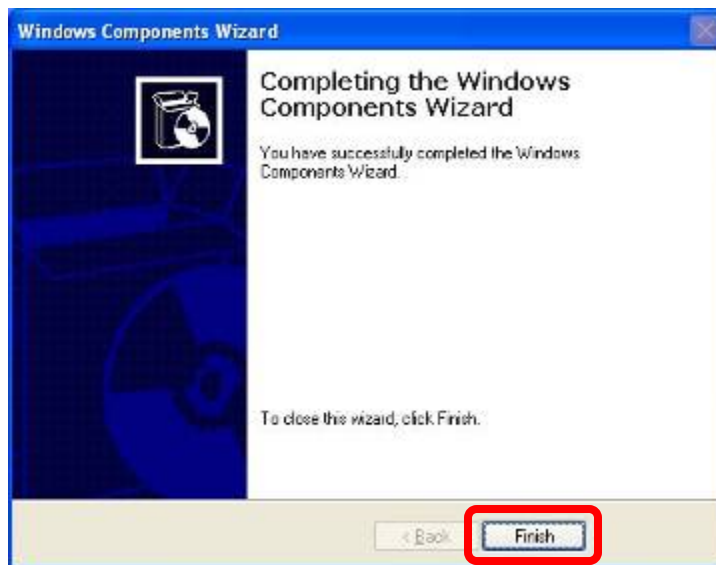 Windows Components Wizard
Completing the Windows
Components Wizard
You have successfully completed the Windows
Components Wizard.
To close this wizard, click Finish.
< Back
Finish